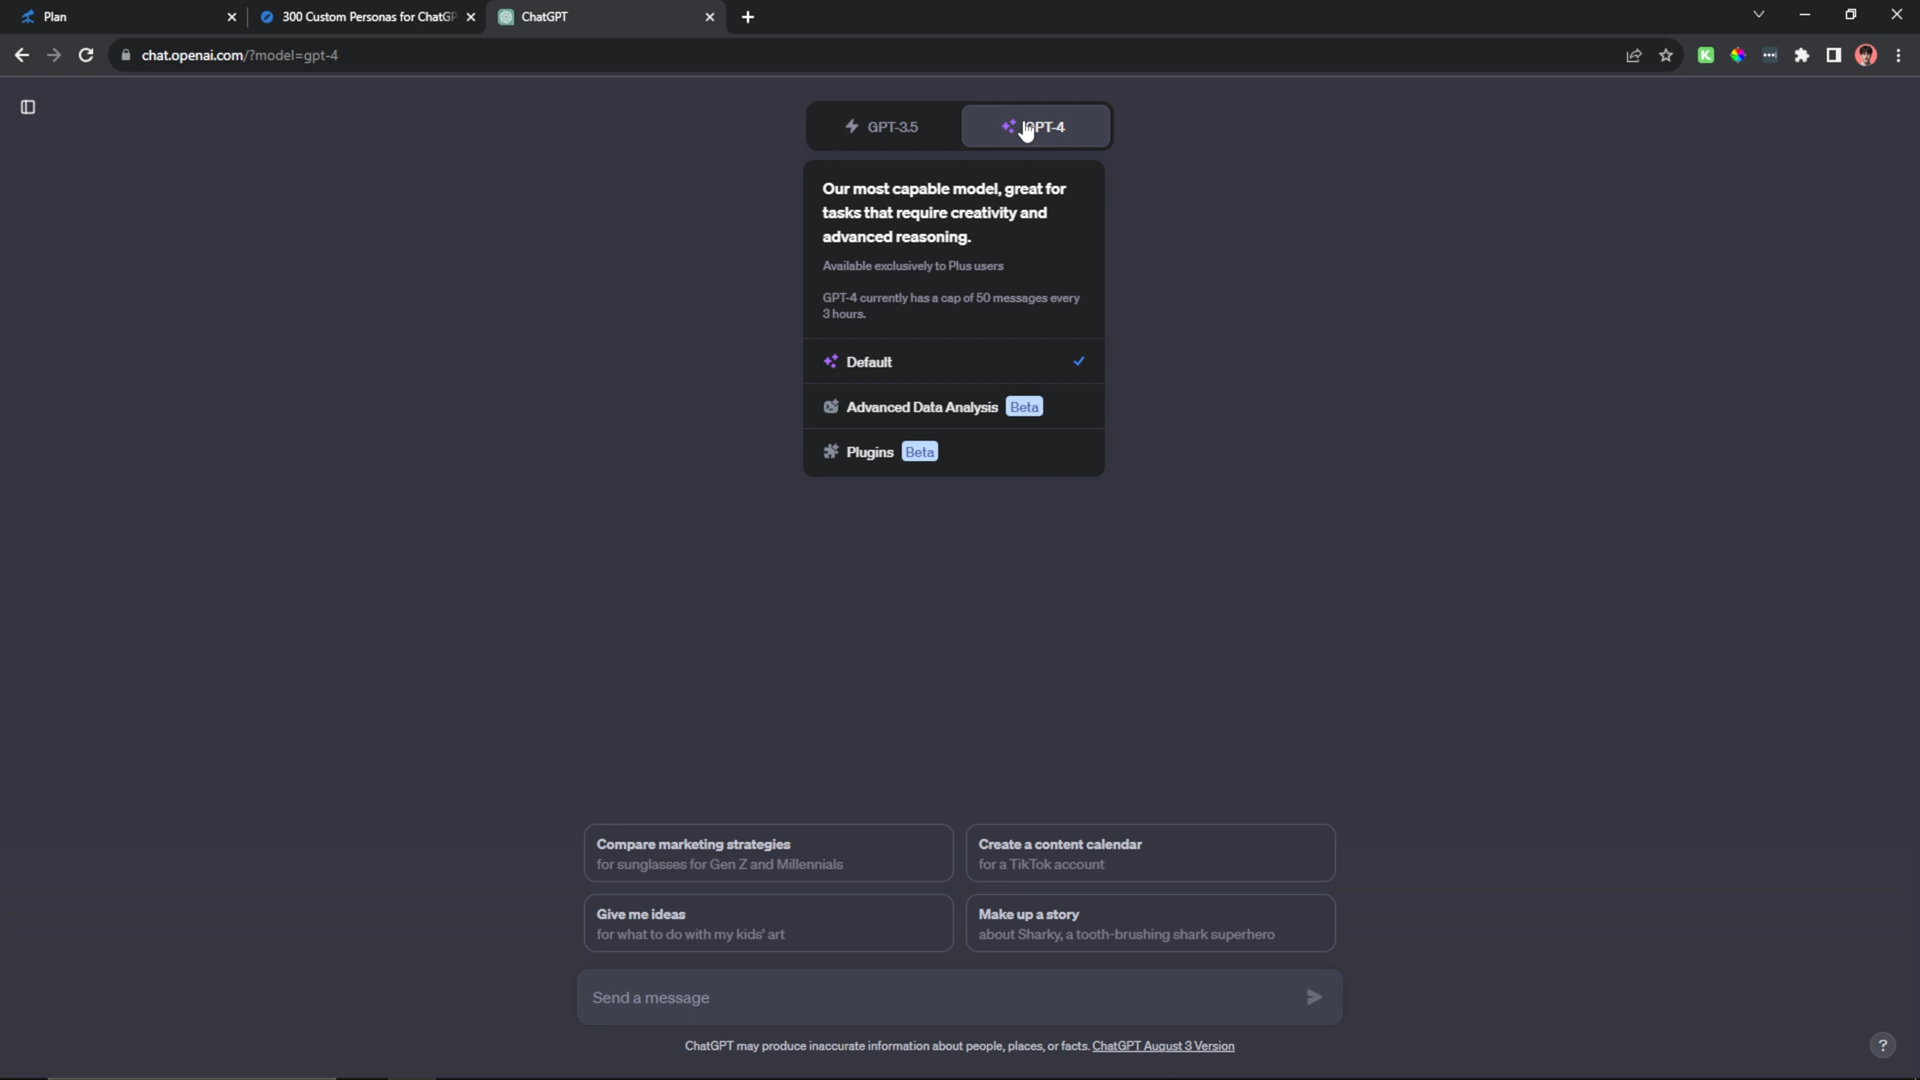 Plan
300 Custom Personas for ChatGP
ChatGPT
chat.openai.com/?model=gpt-4
K
GPT-3.5
GPT-4
Our most capable model, great for
tasks that require creativity and
advanced reasoning.
Available exclusively to Plus users
GPT-4 currently has a cap of 50 messages every
3 hours.
Default
Advanced Data Analysis Beta
Plugins Beta
Compare marketing strategies
for sunglasses for Gen Z and Millennials
Create a content calendar
for a TikTok account
Give me ideas
for what to do with my kids' art
Make up a story
about Sharky, a tooth-brushing shark superhero
Send a message
ChatGPT may produce inaccurate information about people, places, or facts. ChatGPT August 3 Version
?